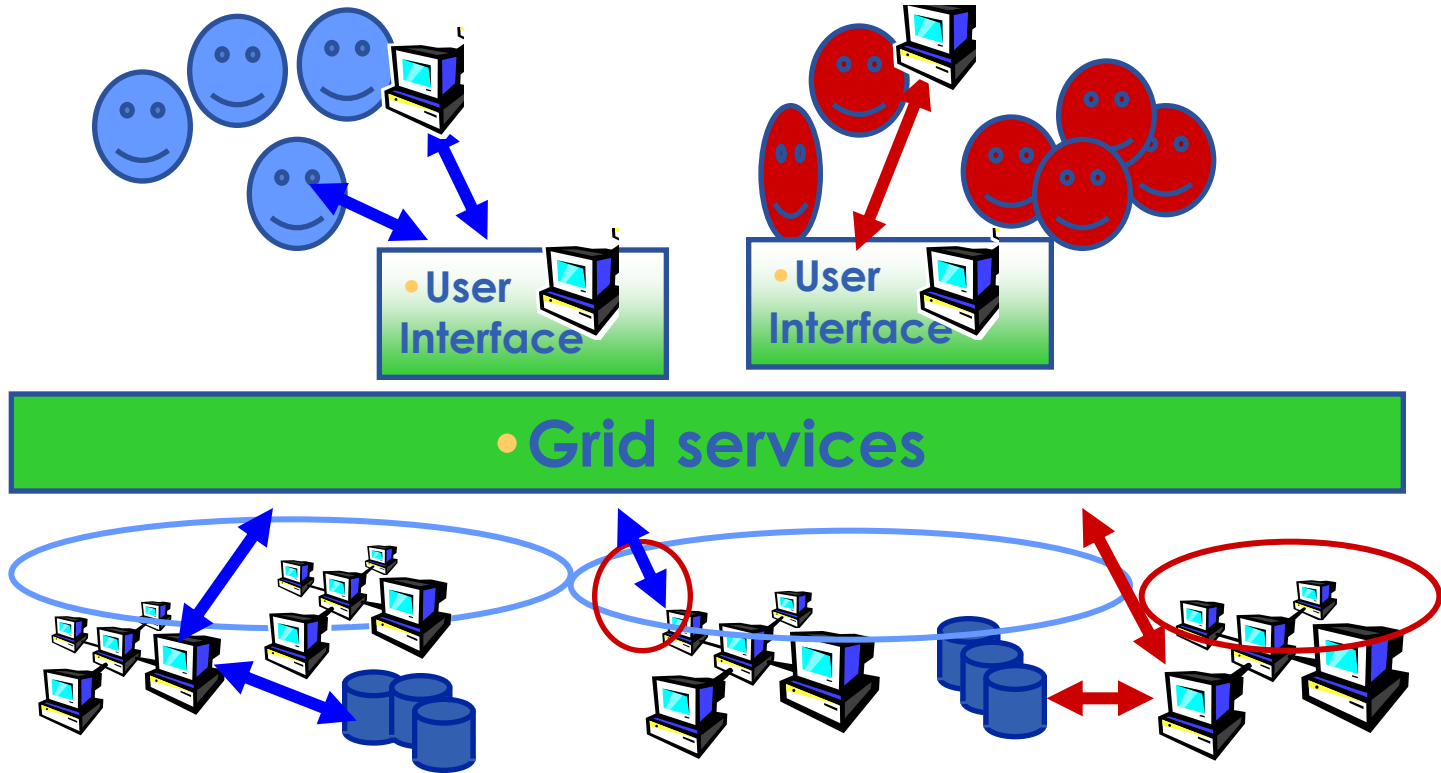 • User
Interface
• User
Interface
• Grid services